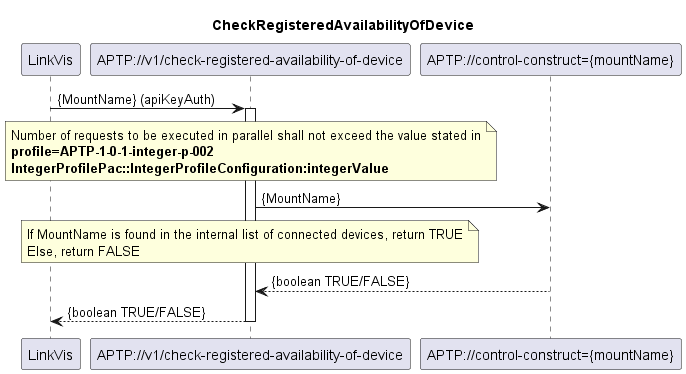 CheckRegisteredAvailabilityOfDevice
LinkVis
APTP://v1/check-registered-availability-of-device
APTP://control-construct={mountName}
{MountName} (apiKeyAuth)
Number of requests to be executed in parallel shall not exceed the value stated in
profile=APTP-1-0-1-integer-p-002
IntegerProfilePac::IntegerProfileConfiguration:integerValue
{MountName}
If MountName is found in the internal list of connected devices, return TRUE
Else, return FALSE
{boolean TRUE/FALSE}
{boolean TRUE/FALSE}
LinkVis
APTP://v1/check-registered-availability-of-device
APTP://control-construct={mountName}